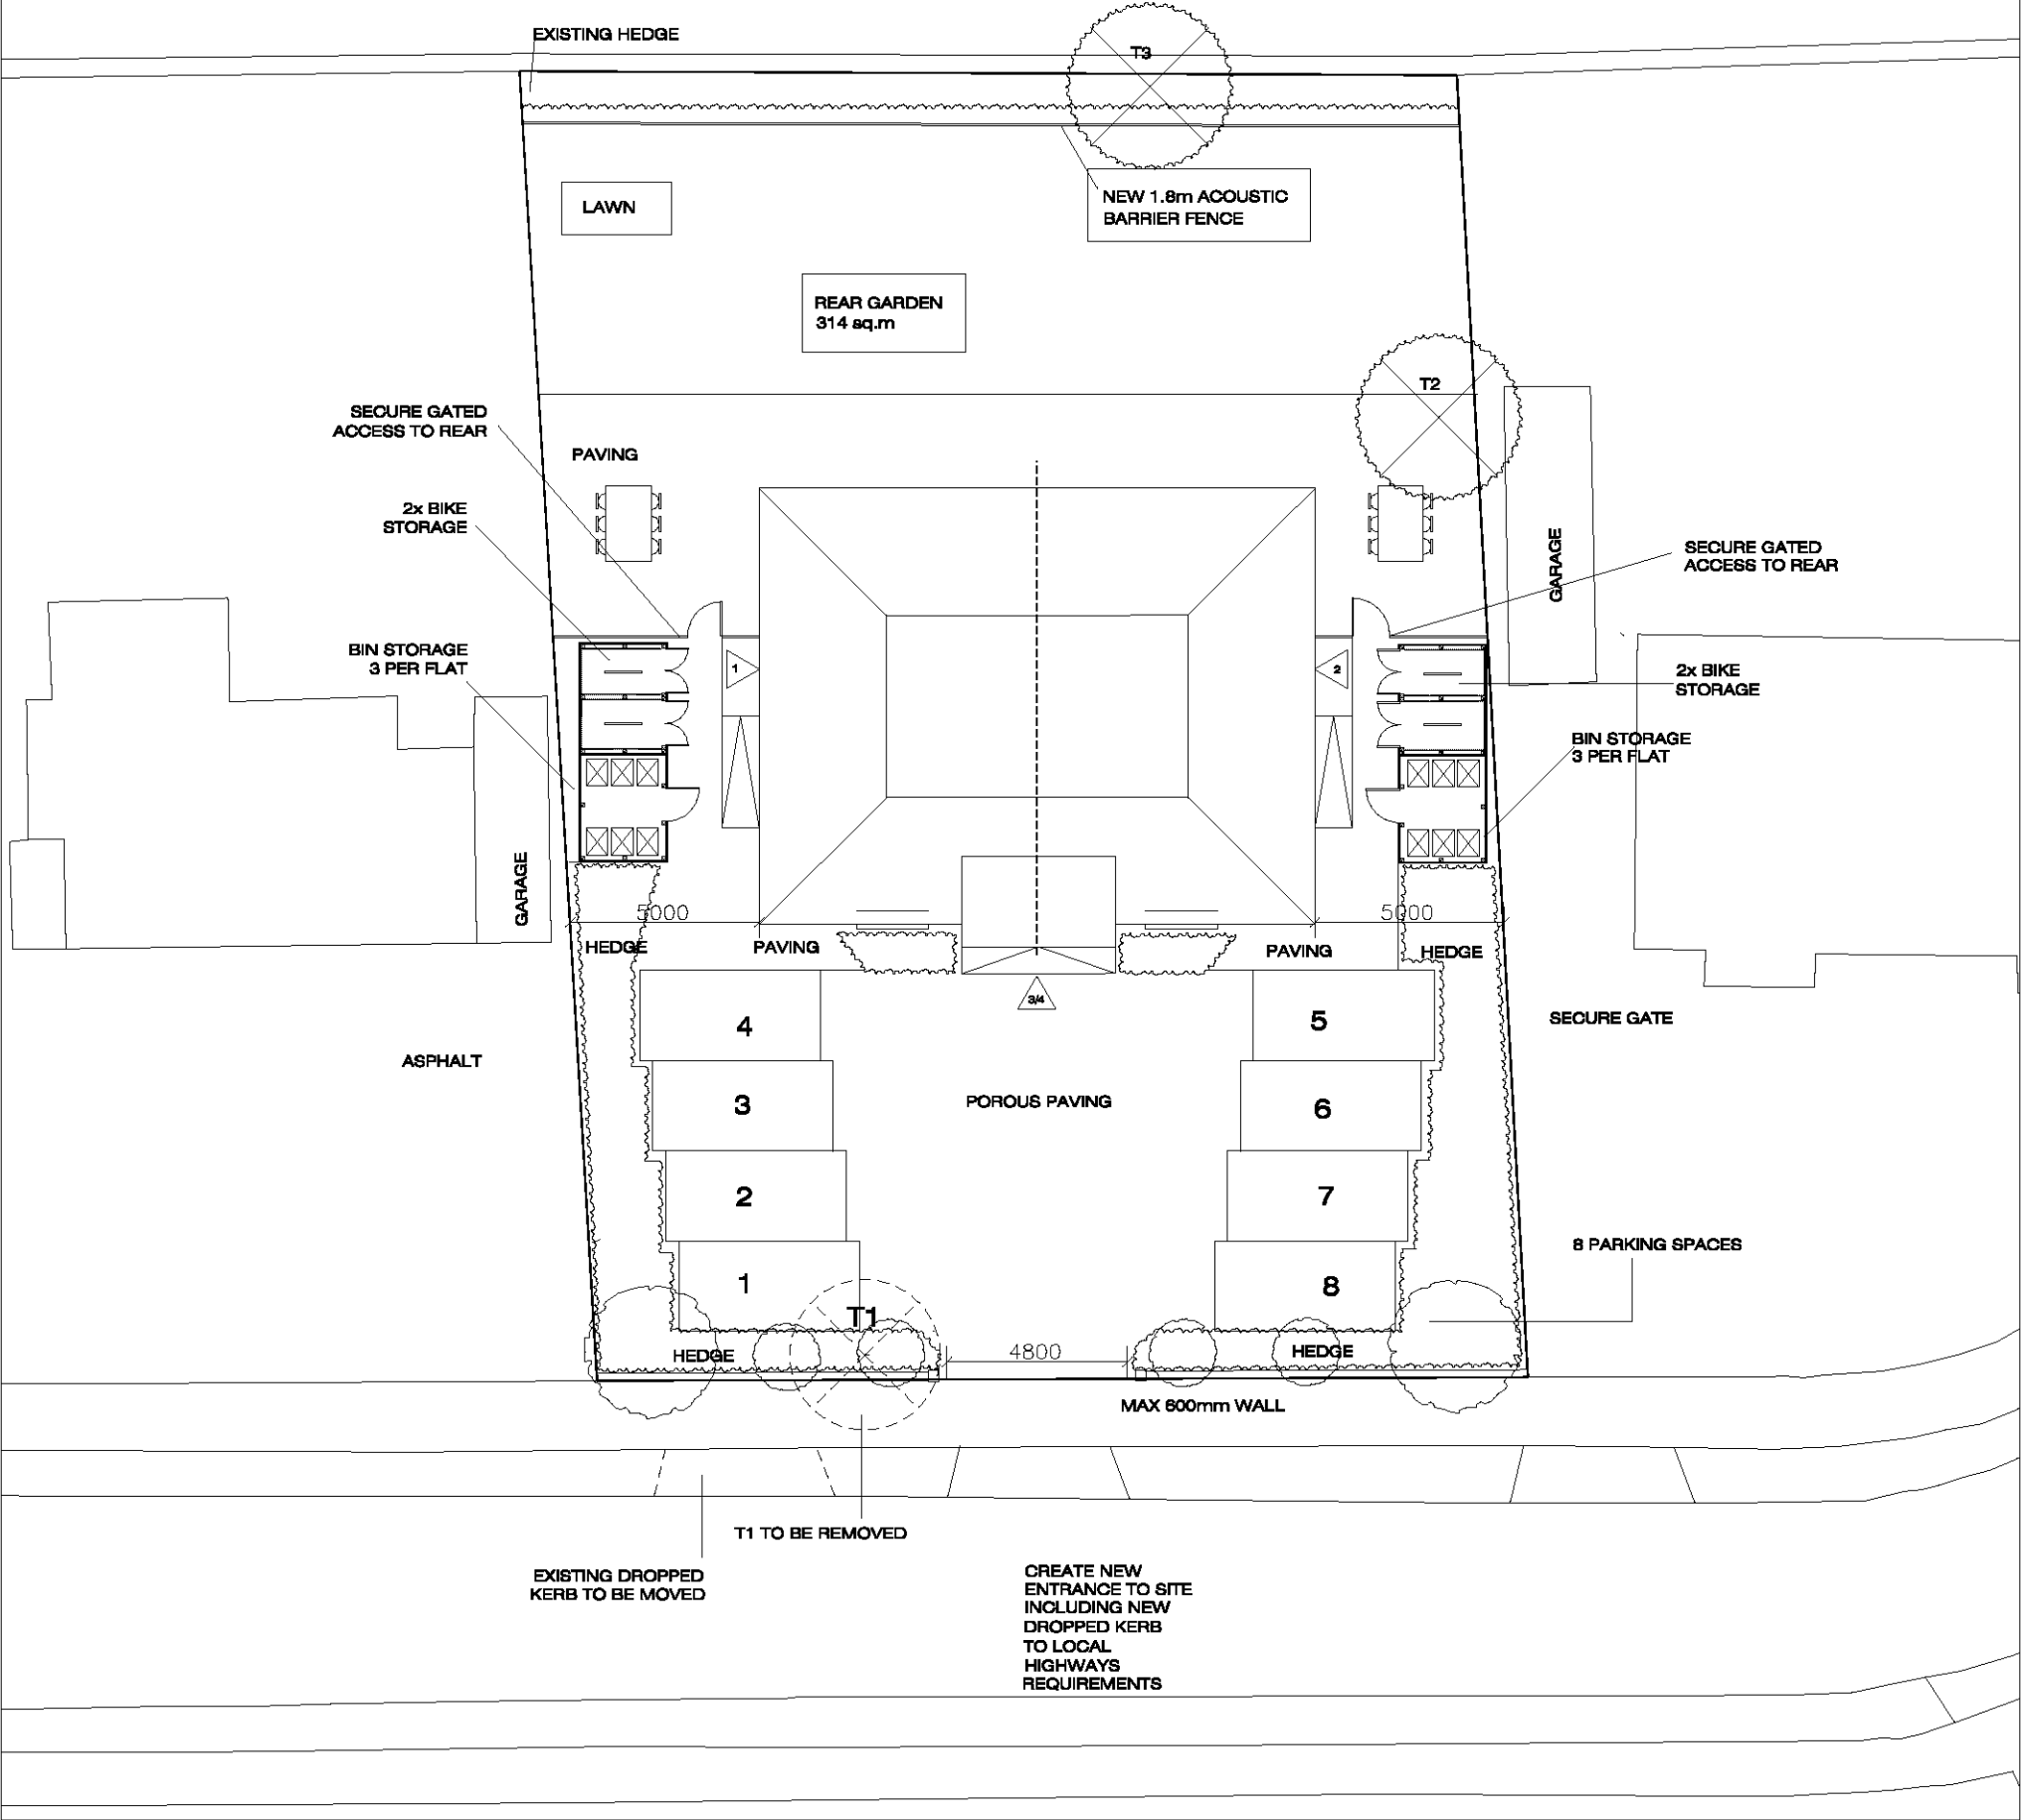 EXISTING HEDGE
T3
LAWN
NEW 1.8m ACOUSTIC
BARRIER FENCE
REAR GARDEN
314 sq.m
T2
SECURE GATED
ACCESS TO REAR
PAVING
2x BIKE
STORAGE
GARAGE
SECURE GATED
ACCESS TO REAR
BIN STORAGE
3 PER FLAT
1
2
2x BIKE
STORAGE
BIN STORAGE
3 PER FLAT
GARAGE
5000
5000
HEDGE
PAVING
PAVING
HEDGE
3/4
4
5
SECURE GATE
ASPHALT
3
POROUS PAVING
6
2
7
8 PARKING SPACES
1
8
T1
HEDGE
4800
HEDGE
MAX 600mm WALL
T1 TO BE REMOVED
EXISTING DROPPED
KERB TO BE MOVED
CREATE NEW
ENTRANCE TO SITE
INCLUDING NEW
DROPPED KERB
TO LOCAL
HIGHWAYS
REQUIREMENTS